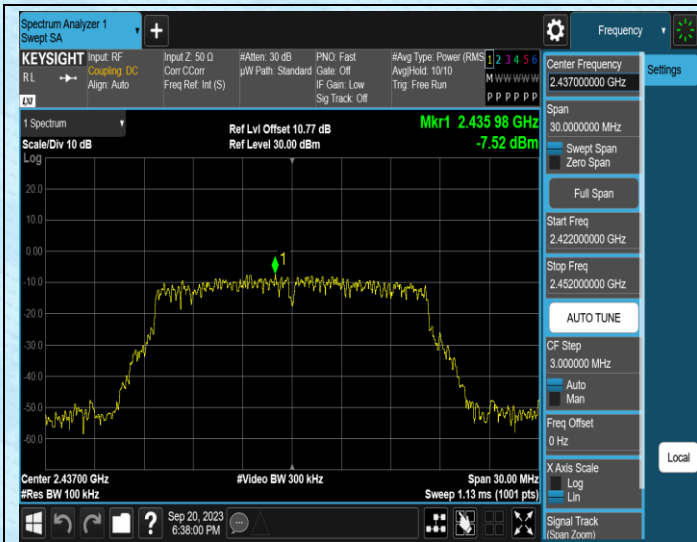 Spectrum Analyzer 1
Swept SA
+
Frequency
KEYSIGHT
RL
LXI
Input: RF
Coupling: DC
Align: Auto
Input Z: 50 Ω
Corr CCorr
Freq Ref: Int (S)
#Atten: 30 dB
µW Path: Standard
PNO: Fast
Gate: Off
IF Gain: Low
Sig Track: Off
#Avg Type: Power (RMS
Avg|Hold: 10/10
Trig: Free Run
1 2 3 4 5 6
M W W W W W
P P P P P P
1 Spectrum
Scale/Div 10 dB
Log
Ref Lvl Offset 10.77 dB
Ref Level 30.00 dBm
Mkr1 2.435 98 GHz
-7.52 dBm
20.0
10.0
0.00
-10.0
-20.0
-30.0
-40.0
-50.0
-60.0
1
Center 2.43700 GHz
#Res BW 100 kHz
#Video BW 300 kHz
Span 30.00 MHz
Sweep 1.13 ms (1001 pts)
?
Sep 20, 2023
6:38:00 PM
Center Frequency
2.437000000 GHz
Span
30.0000000 MHz
Swept Span
Zero Span
Full Span
Start Freq
2.422000000 GHz
Stop Freq
2.452000000 GHz
AUTO TUNE
CF Step
3.000000 MHz
Auto
Man
Freq Offset
0 Hz
X Axis Scale
Log
Lin
Signal Track
(Span Zoom)
Settings
Local